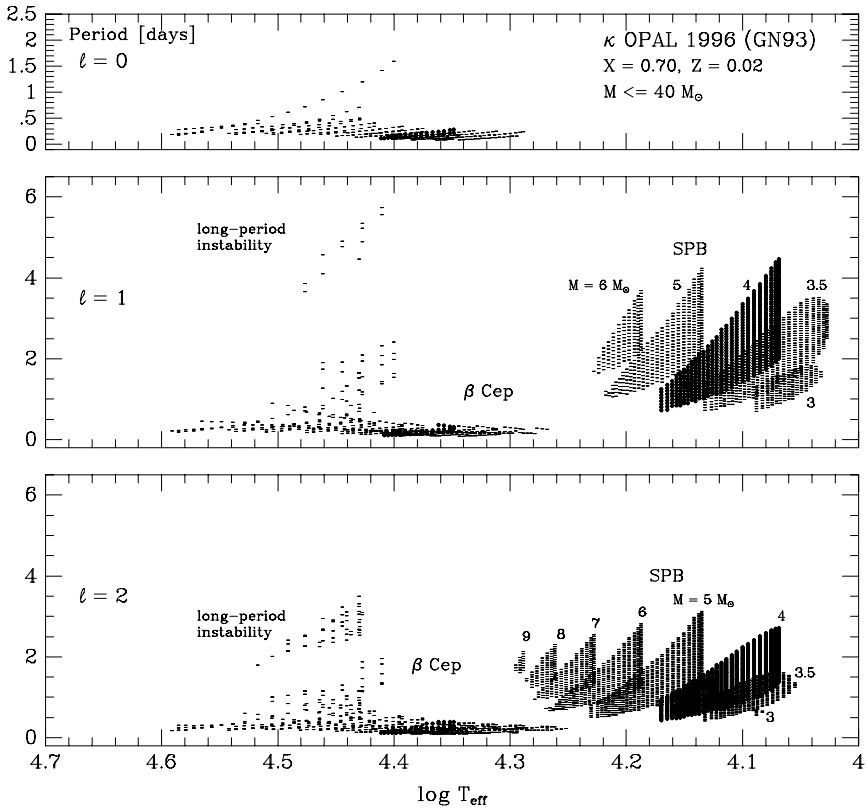 2.5
Period [days]
κ OPAL 1996 (GN93)
2
ℓ = 0
X = 0.70, Z = 0.02
1.5
M <= 40 M⊙
1
.5
0
6
long-period
instability
SPB
4
M = 6 M⊙ 5 4 3.5
ℓ = 1
2
β Cep
3
0
6
SPB
4
ℓ = 2
M = 5 M⊙
long-period
instability
9 8 7 6 4
2
β Cep
3.5
3
0
4.7 4.6 4.5 4.4 4.3 4.2 4.1 4
log Teff